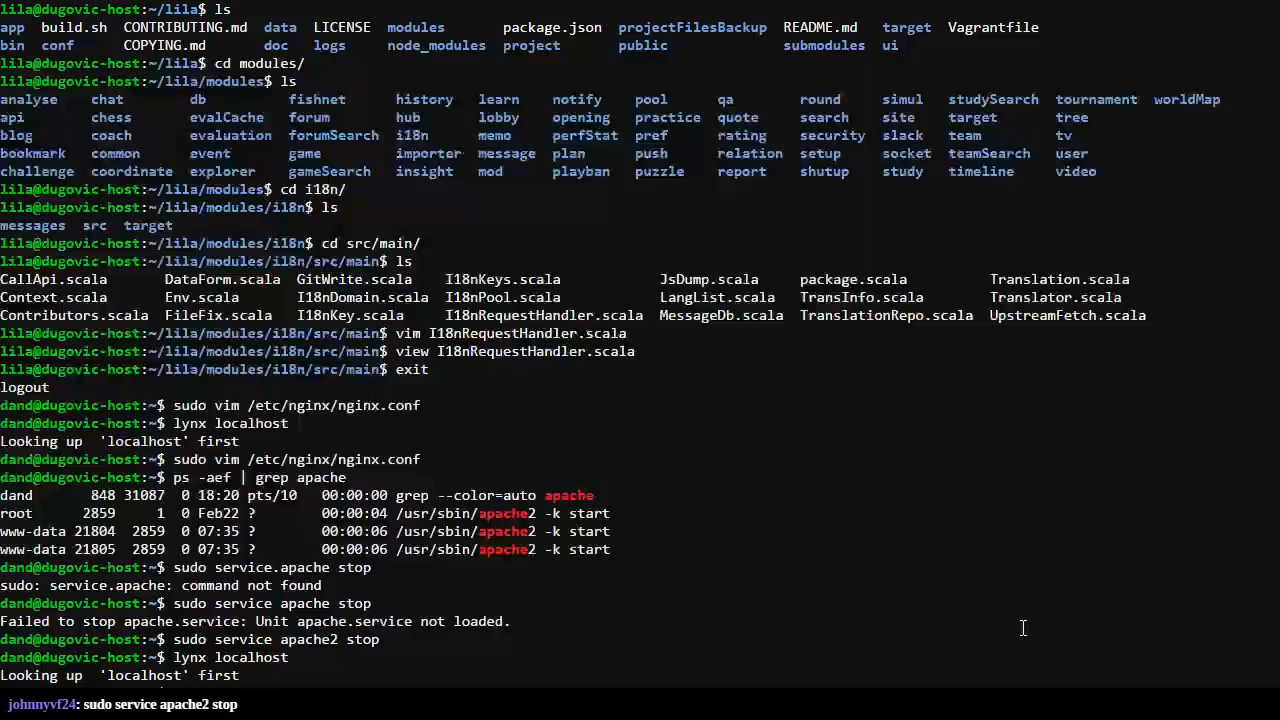 lila@dugovic-host:~/lila$ ls
app  build.sh  CONTRIBUTING.md  data  LICENSE  modules       package.json  projectFilesBackup  README.md   target  Vagrantfile
bin  conf      COPYING.md       doc   logs     node_modules  project       public              submodules  ui
lila@dugovic-host:~/lila$ cd modules/
lila@dugovic-host:~/lila/modules$ ls
analyse    chat        db          fishnet      history   learn    notify    pool      qa        round     simul   studySearch  tournament  worldMap
api        chess       evalCache   forum        hub       lobby    opening   practice  quote     search    site    target       tree
blog       coach       evaluation  forumSearch  i18n      memo     perfStat  pref      rating    security  slack   team         tv
bookmark   common      event       game         importer  message  plan      push      relation  setup     socket  teamSearch   user
challenge  coordinate  explorer    gameSearch   insight   mod      playban   puzzle    report    shutup    study   timeline     video
lila@dugovic-host:~/lila/modules$ cd i18n/
lila@dugovic-host:~/lila/modules/i18n$ ls
messages  src  target
lila@dugovic-host:~/lila/modules/i18n$ cd src/main/
lila@dugovic-host:~/lila/modules/i18n/src/main$ ls
CallApi.scala       DataForm.scala  GitWrite.scala    I18nKeys.scala            JsDump.scala     package.scala          Translation.scala
Context.scala       Env.scala       I18nDomain.scala  I18nPool.scala            LangList.scala   TransInfo.scala        Translator.scala
Contributors.scala  FileFix.scala   I18nKey.scala     I18nRequestHandler.scala  MessageDb.scala  TranslationRepo.scala  UpstreamFetch.scala
lila@dugovic-host:~/lila/modules/i18n/src/main$ vim I18nRequestHandler.scala
lila@dugovic-host:~/lila/modules/i18n/src/main$ view I18nRequestHandler.scala
lila@dugovic-host:~/lila/modules/i18n/src/main$ exit
logout
dand@dugovic-host:~$ sudo vim /etc/nginx/nginx.conf
dand@dugovic-host:~$ lynx localhost
Looking up  'localhost' first
dand@dugovic-host:~$ sudo vim /etc/nginx/nginx.conf
dand@dugovic-host:~$ ps -aef | grep apache
dand       848 31087  0 18:20 pts/10   00:00:00 grep --color=auto apache
root      2859     1  0 Feb22 ?        00:00:04 /usr/sbin/apache2 -k start
www-data 21804  2859  0 07:35 ?        00:00:06 /usr/sbin/apache2 -k start
www-data 21805  2859  0 07:35 ?        00:00:06 /usr/sbin/apache2 -k start
dand@dugovic-host:~$ sudo service.apache stop
sudo: service.apache: command not found
dand@dugovic-host:~$ sudo service apache stop
Failed to stop apache.service: Unit apache.service not loaded.
dand@dugovic-host:~$ sudo service apache2 stop
dand@dugovic-host:~$ lynx localhost
Looking up  'localhost' first
johnnyvf24: sudo service apache2 stop